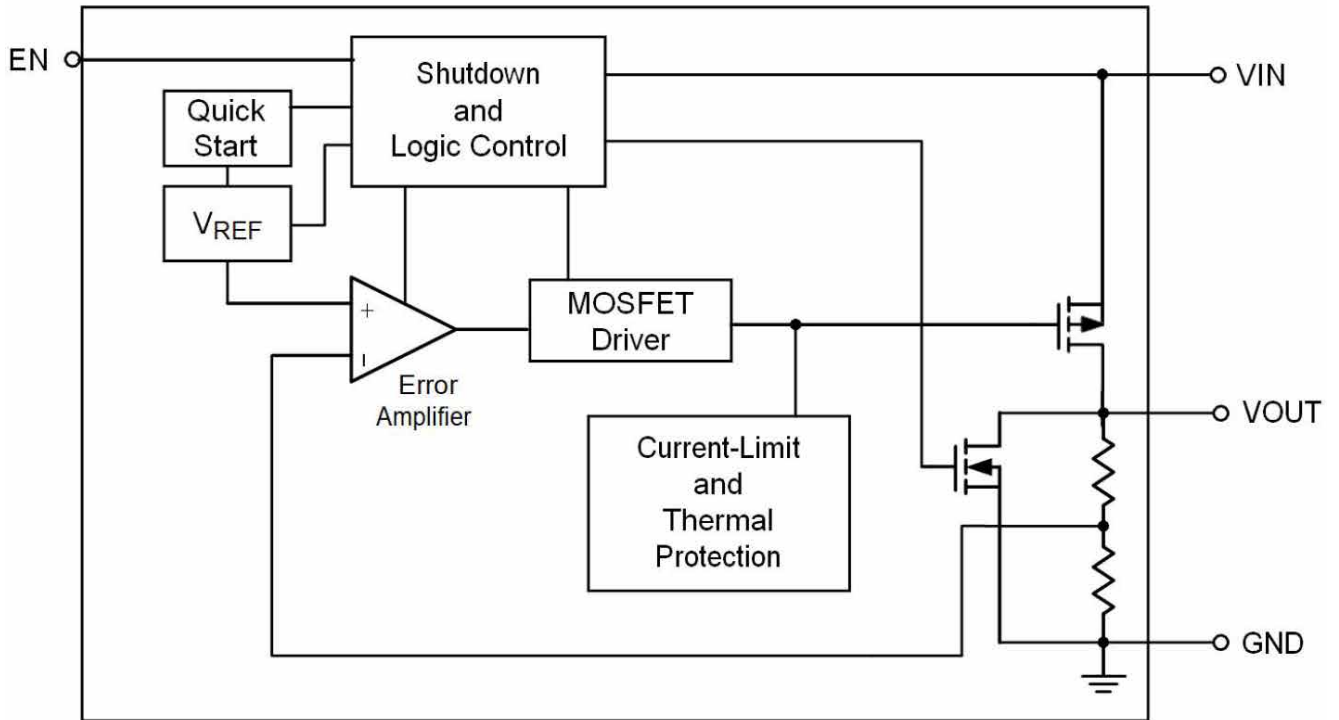 EN
Shutdown
and
Logic Control
VIN
Quick
Start
VREF
+
-
MOSFET
Driver
Error
Amplifier
VOUT
Current-Limit
and
Thermal
Protection
GND